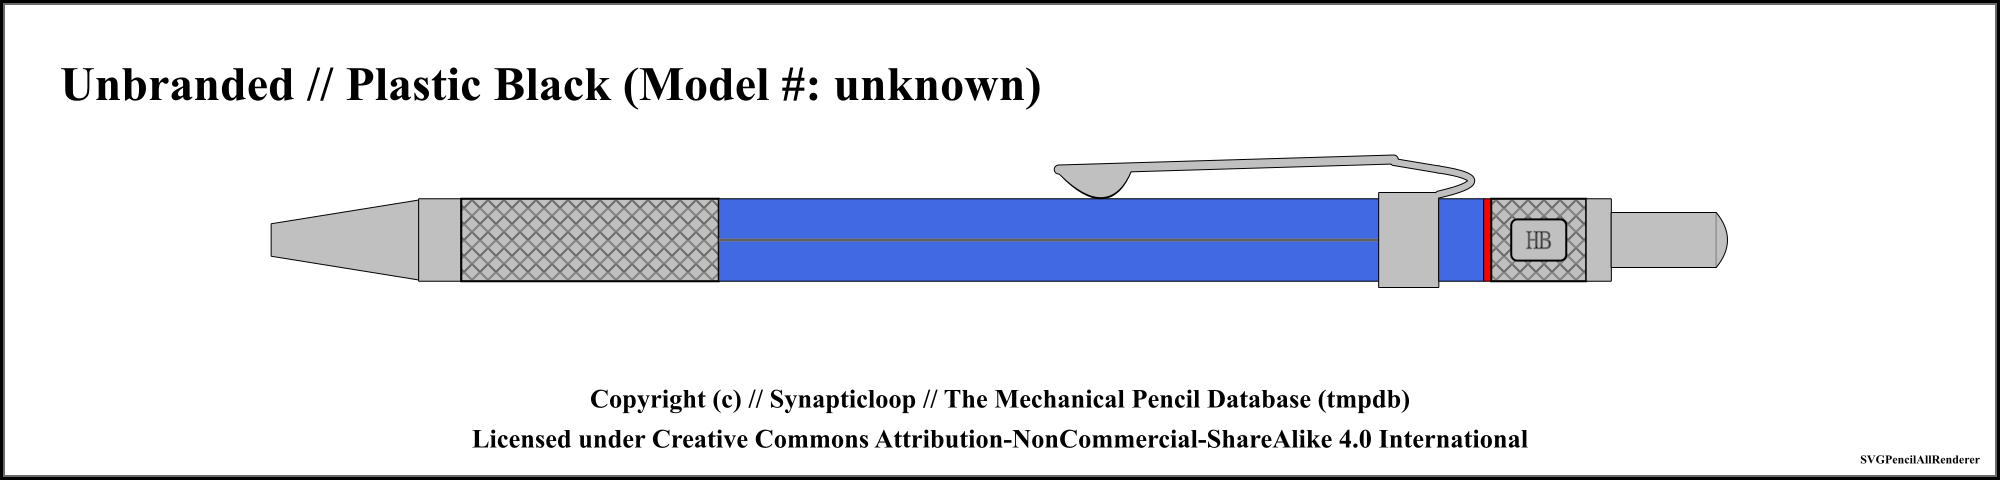 Unbranded // Plastic Black (Model #: unknown)
HB
Copyright (c) // Synapticloop // The Mechanical Pencil Database (tmpdb)
Licensed under Creative Commons Attribution-NonCommercial-ShareAlike 4.0 International
SVGPencilAllRenderer